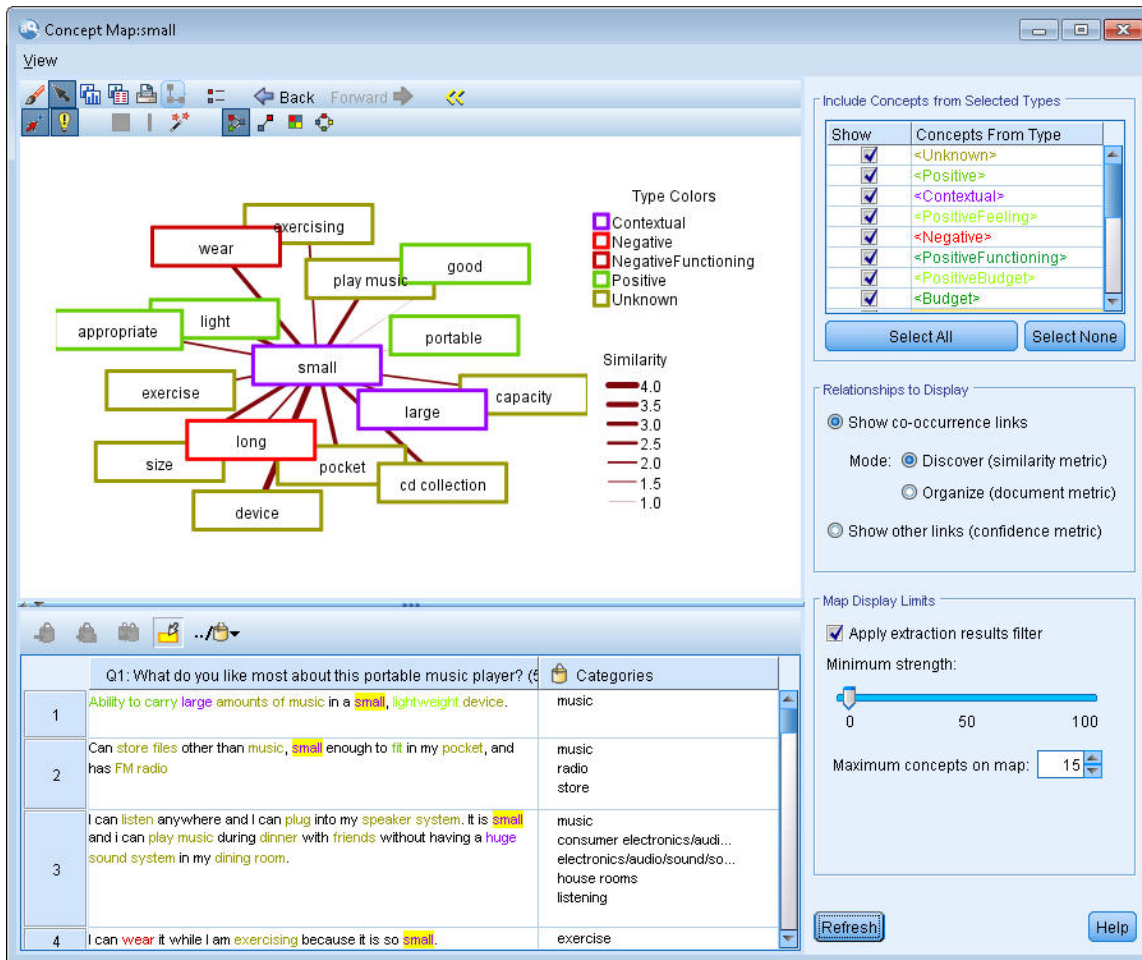 Concept Map:small
View
Back Forward
exercising
wear
good
play music
light
appropriate
portable
small
exercise
capacity
large
long
size
pocket
cd collection
device
Type Colors
Contextual
Negative
NegativeFunctioning
Positive
Unknown
Similarity
4.0
3.5
3.0
2.5
2.0
1.5
1.0
Include Concepts from Selected Types
Show Concepts From Type
<Unknown>
<Positive>
<Contextual>
<PositiveFeeling>
<Negative>
<PositiveFunctioning>
<PositiveBudget>
<Budget>
Select All Select None
Relationships to Display
Show co-occurrence links
Mode: Discover (similarity metric)
Organize (document metric)
Show other links (confidence metric)
Map Display Limits
Apply extraction results filter
Minimum strength:
0 50 100
Maximum concepts on map: 15
Refresh Help
../
Q1: What do you like most about this portable music player? (5 Categories
1
Ability to carry large amounts of music in a small, lightweight device.
music
2
Can store files other than music, small enough to fit in my pocket, and
has FM radio
music
radio
store
3
I can listen anywhere and I can plug into my speaker system. It is small
and i can play music during dinner with friends without having a huge
sound system in my dining room.
music
consumer electronics/audi...
electronics/audio/sound/so...
house rooms
listening
4
I can wear it while I am exercising because it is so small.
exercise